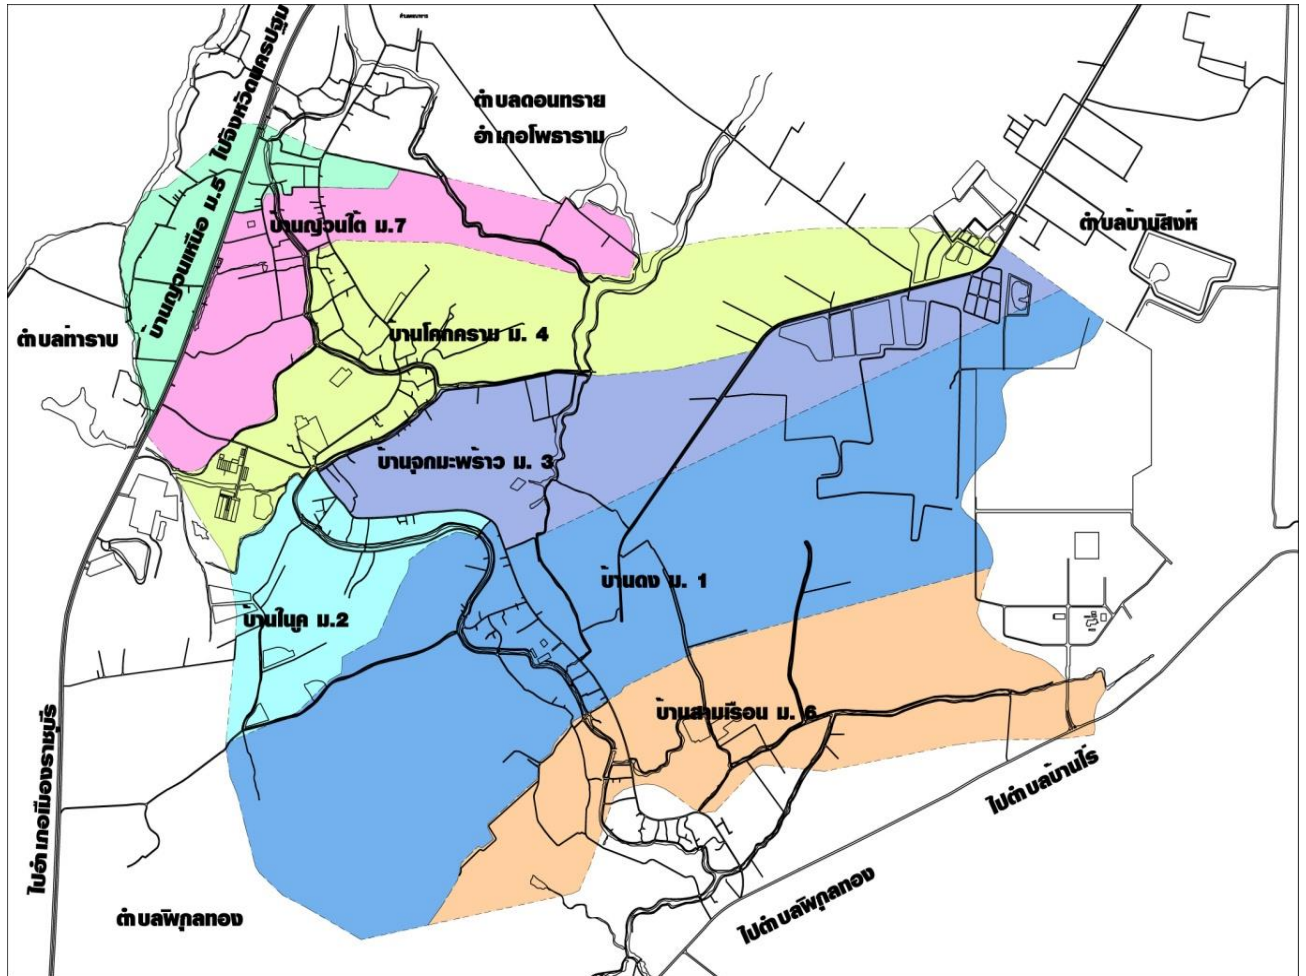 ไปจังหวัดนครปฐม
ตำบลดอนทราย
อำเภอโพธาราม
บ้านญวนเหนือ ม.5
บ้านญวนใต้ ม.7
ตำบลบ้านสิงห์
ตำบลท่าราบ
บ้านโคกคราม ม. 4
บ้านจุกมะพร้าว ม. 3
บ้านดง ม. 1
บ้านในคู ม.2
บ้านสามเรือน ม. 6
ไปอำเภอเมืองราชบุรี
ไปตำบลบ้านไร่
ตำบลพิกุลทอง
ไปตำบลพิกุลทอง